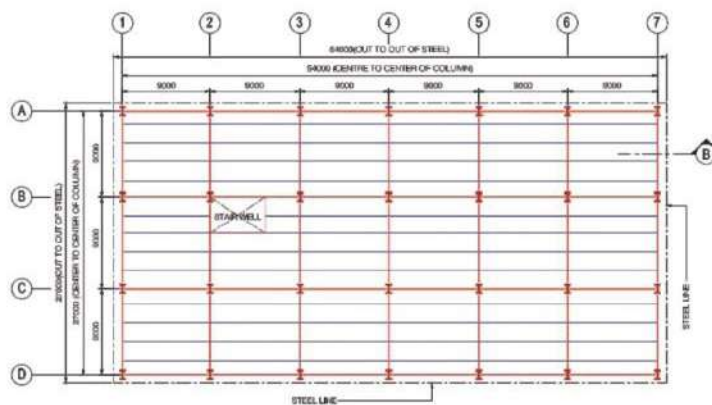 1 2 3 4 5 6 7
54600(OUT TO OUT OF STEEL)
54000 (CENTRE TO CENTER OF COLUMN)
9000 9000 9000 9000 9000 9000
A
B
C
D
(OUT TO OUT OF STEEL)
27000 (CENTER TO CENTER OF COLUMN)
9000
9000
9000
STAIRWELL
B
STEEL LINE
STEEL LINE